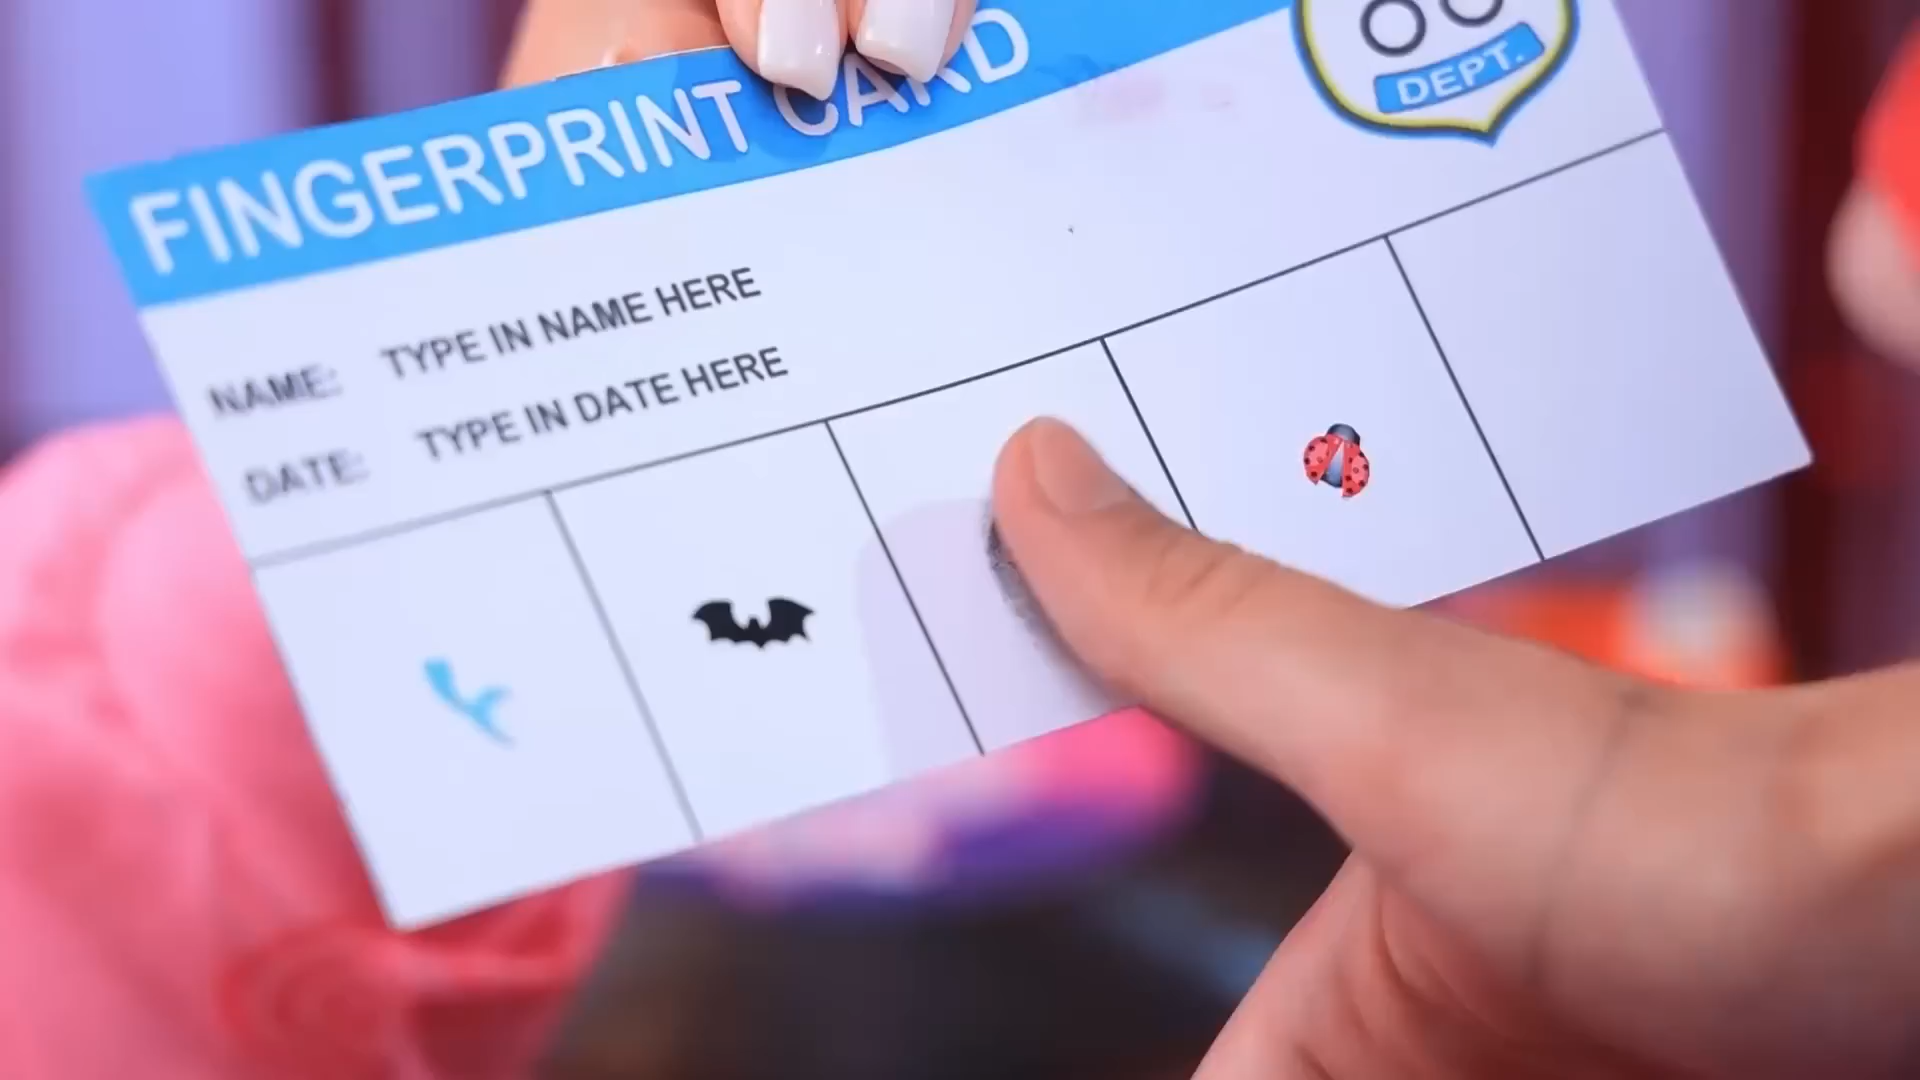 FINGERPRINT CARD
DEPT.
NAME: TYPE IN NAME HERE
DATE: TYPE IN DATE HERE